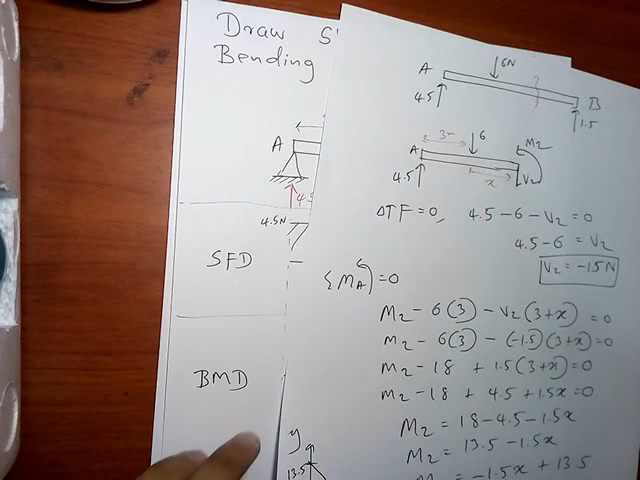 Draw S
Bending
A
4.5
4.5N
SFD
BMD
A
6N
4.5
B
1.5
A
3
6
M2
4.5
x
V2
↑F=0, 4.5-6-V2=0
4.5-6 = V2
V2 = -1.5N
ΣMA)=0
M2-6(3)-V2(3+x)=0
M2-6(3)-(-1.5)(3+x)=0
M2-18 +1.5(3+x)=0
M2-18 + 4.5 +1.5x=0
M2 = 18-4.5-1.5x
M2 = 13.5-1.5x
= -1.5x + 13.5
y
13.5